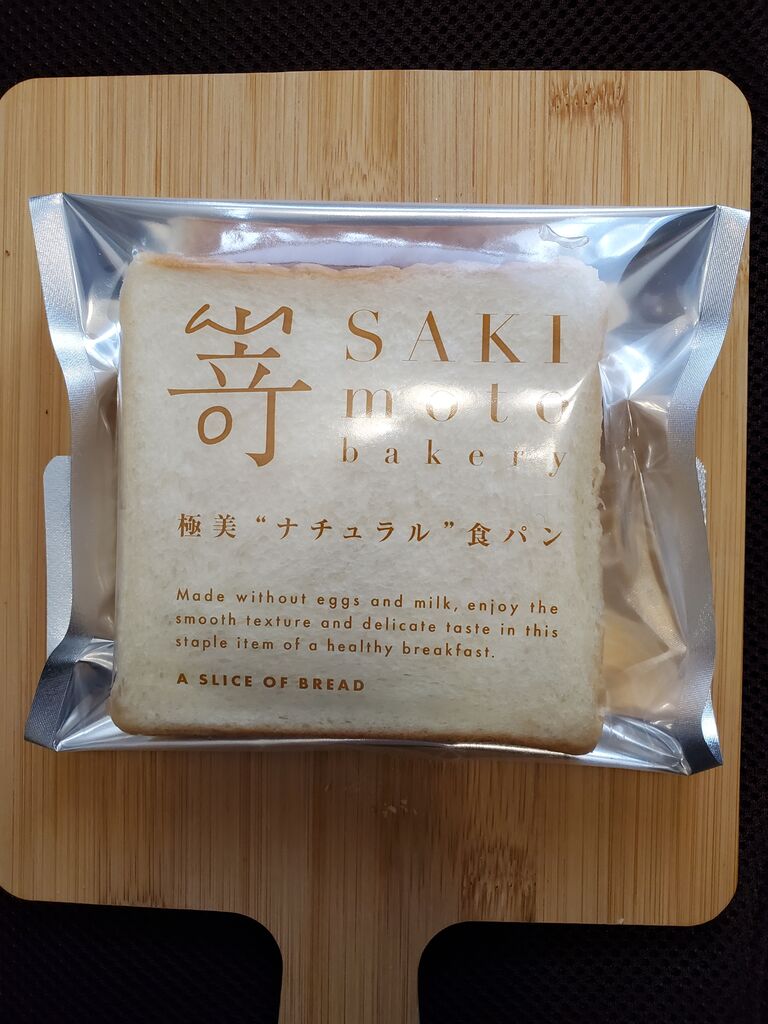 嵜
SAKI
moto
bakery
極美“ナチュラル”食パン
Made without eggs and milk, enjoy the
smooth texture and delicate taste in this
staple item of a healthy breakfast.
A SLICE OF BREAD